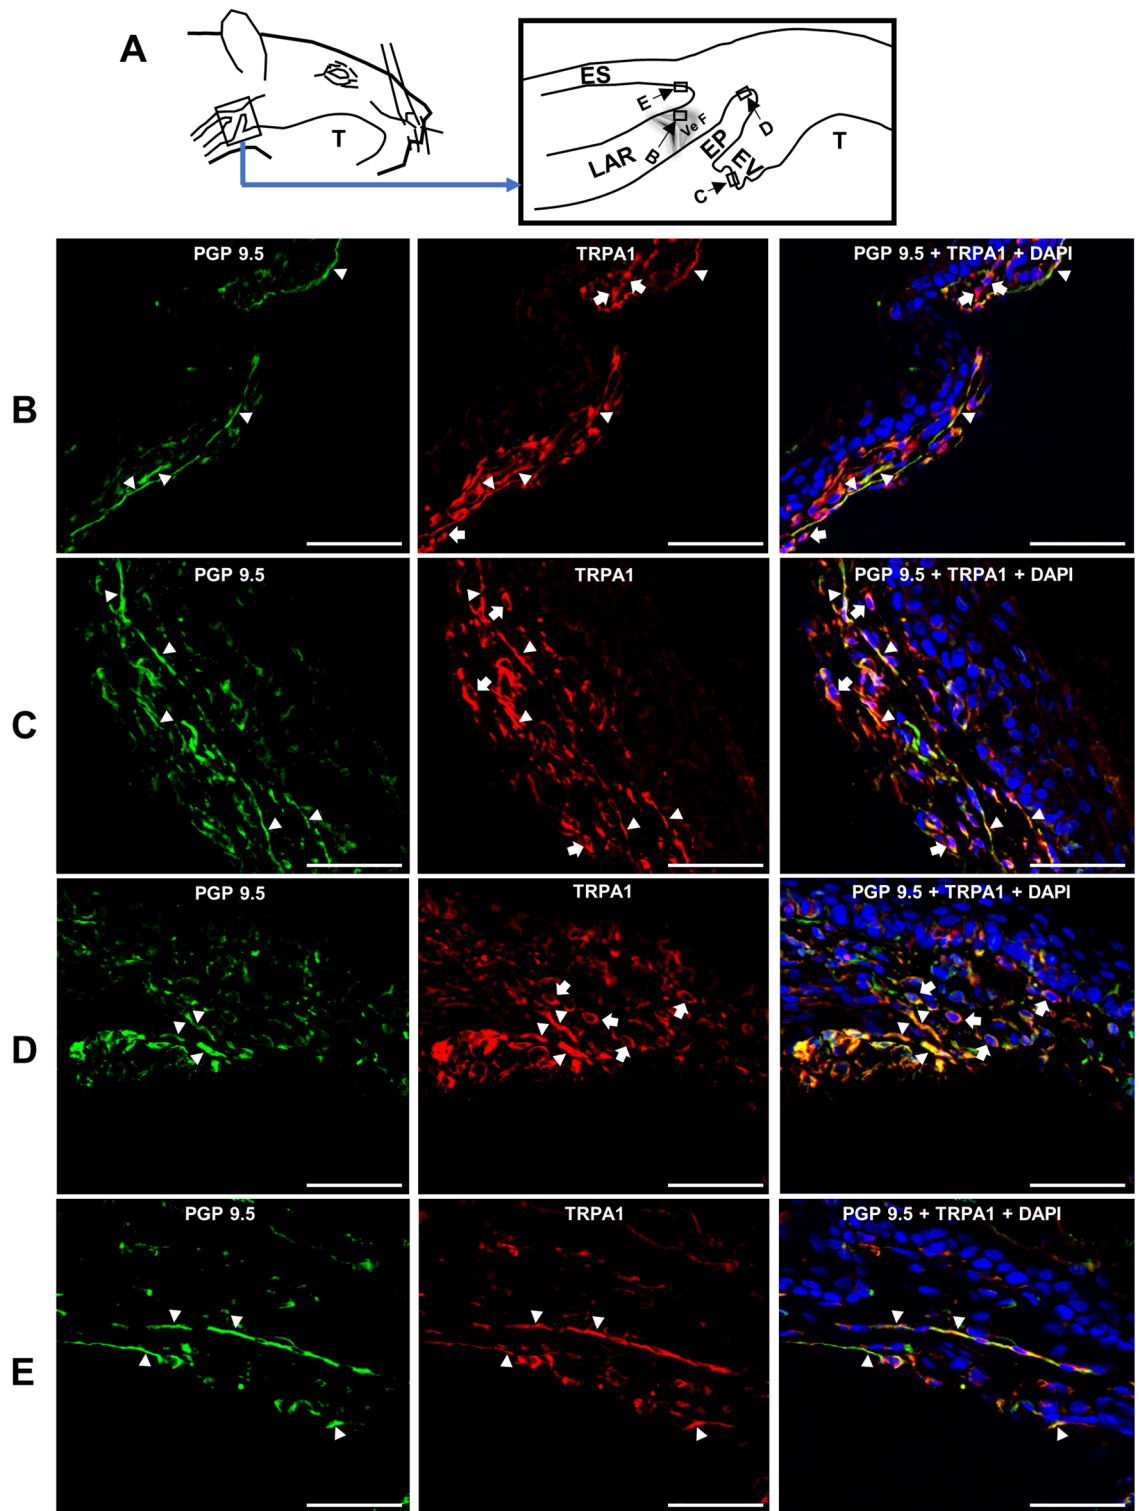 A
T
ES
E
Ve F
D
B
LAR
EP
EV
T
C
B
PGP 9.5
TRPA1
PGP 9.5 + TRPA1 + DAPI
C
PGP 9.5
TRPA1
PGP 9.5 + TRPA1 + DAPI
D
PGP 9.5
TRPA1
PGP 9.5 + TRPA1 + DAPI
E
PGP 9.5
TRPA1
PGP 9.5 + TRPA1 + DAPI